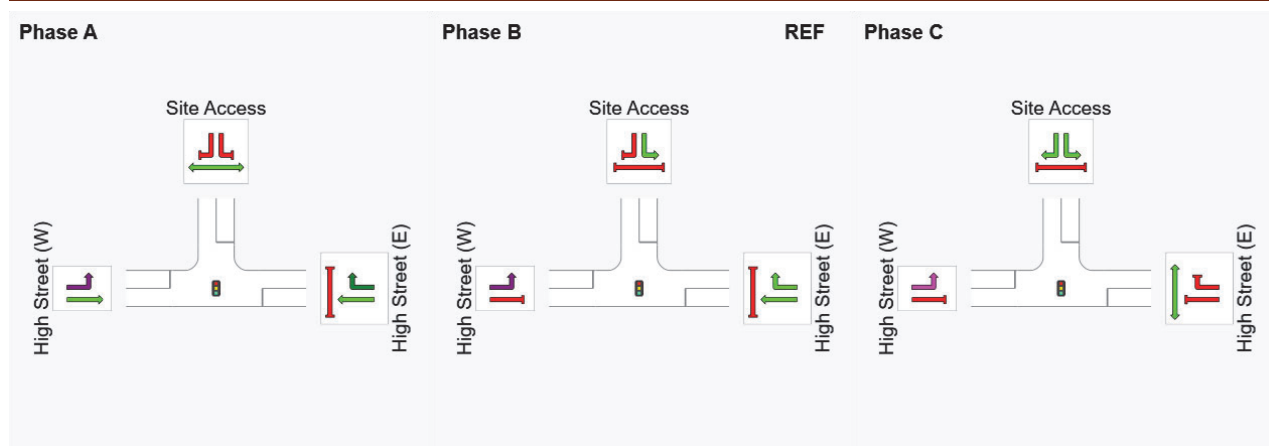 Phase A
Site Access
High Street (W)
High Street (E)
Phase B
REF
Site Access
High Street (W)
High Street (E)
Phase C
Site Access
High Street (W)
High Street (E)